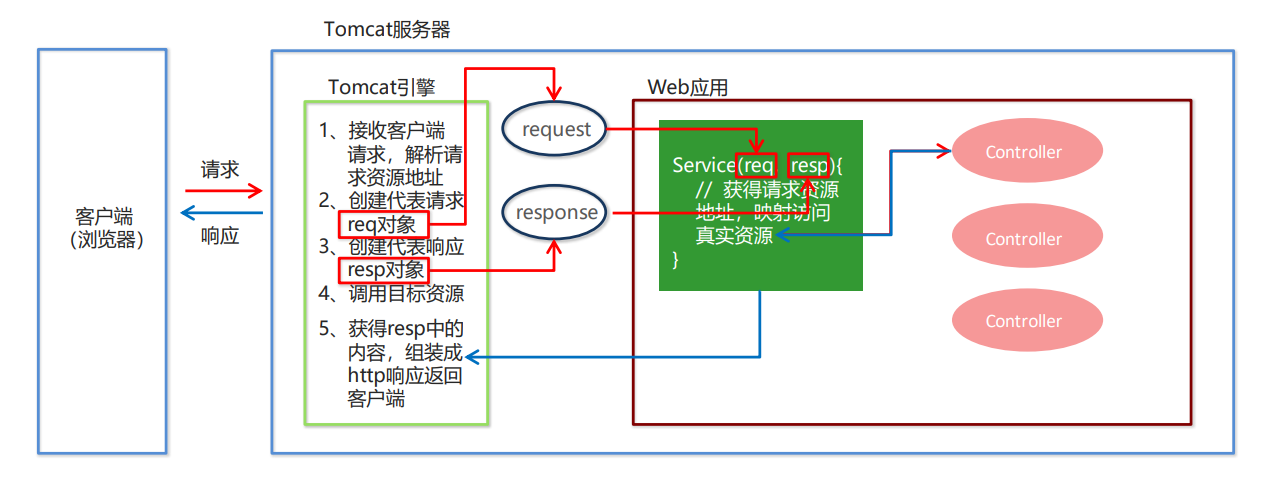 Tomcat服务器
客户端
（浏览器）
请求
响应
Tomcat引擎
1、接收客户端
请求，解析请
求资源地址
2、创建代表请求
req对象
3、创建代表响应
resp对象
4、调用目标资源
5、获得resp中的
内容，组装成
http响应返回
客户端
request
response
Web应用
Service(req resp){
// 获得请求资源
地址，映射访问
真实资源
}
Controller
Controller
Controller